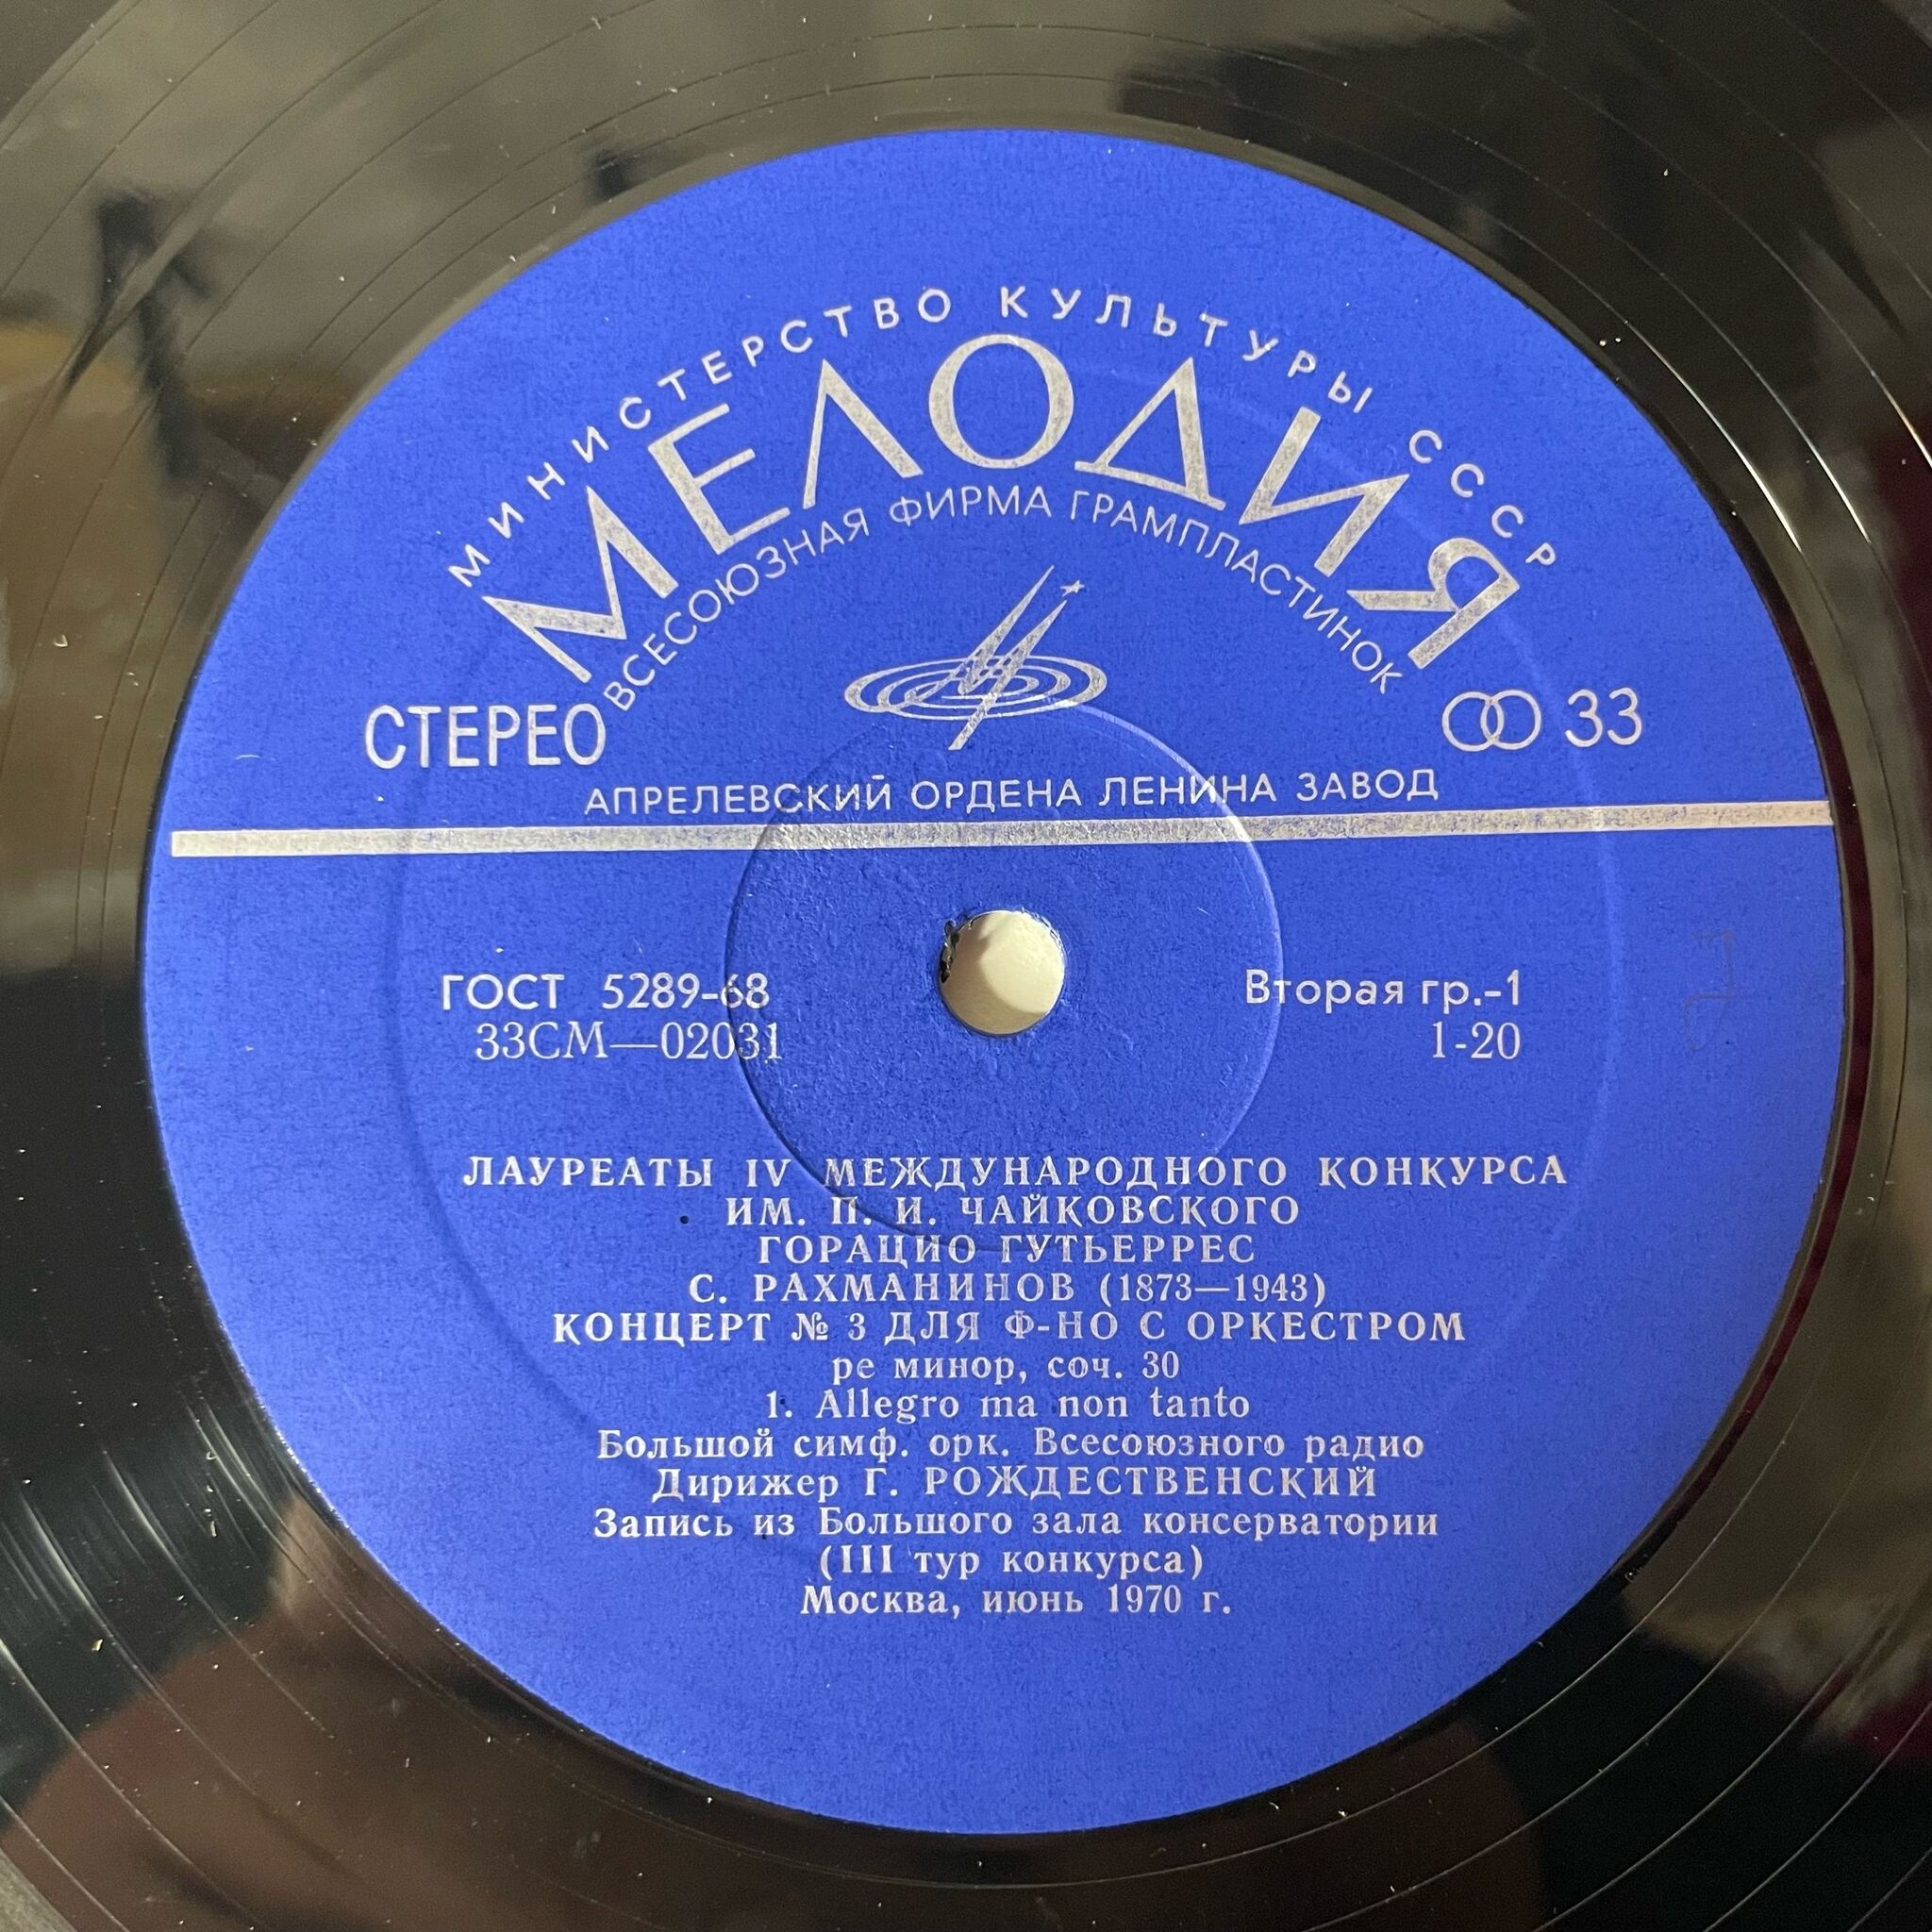 МИНИСТЕРСТВО КУЛЬТУРЫ СССР
МЕЛОДИЯ
ВСЕСОЮЗНАЯ ФИРМА ГРАМПЛАСТИНОК
СТЕРЕО
33
АПРЕЛЕВСКИЙ ОРДЕНА ЛЕНИНА ЗАВОД
ГОСТ 5289-68
Вторая гр.-1
33СМ—02031
1-20
ЛАУРЕАТЫ IV МЕЖДУНАРОДНОГО КОНКУРСА
ИМ. П. И. ЧАЙКОВСКОГО
ГОРАЦИО ГУТЬЕРРЕС
С. РАХМАНИНОВ (1873—1943)
КОНЦЕРТ № 3 ДЛЯ Ф-НО С ОРКЕСТРОМ
ре минор, соч. 30
1. Allegro ma non tanto
Большой симф. орк. Всесоюзного радио
Дирижер Г. РОЖДЕСТВЕНСКИЙ
Запись из Большого зала консерватории
(III тур конкурса)
Москва, июнь 1970 г.